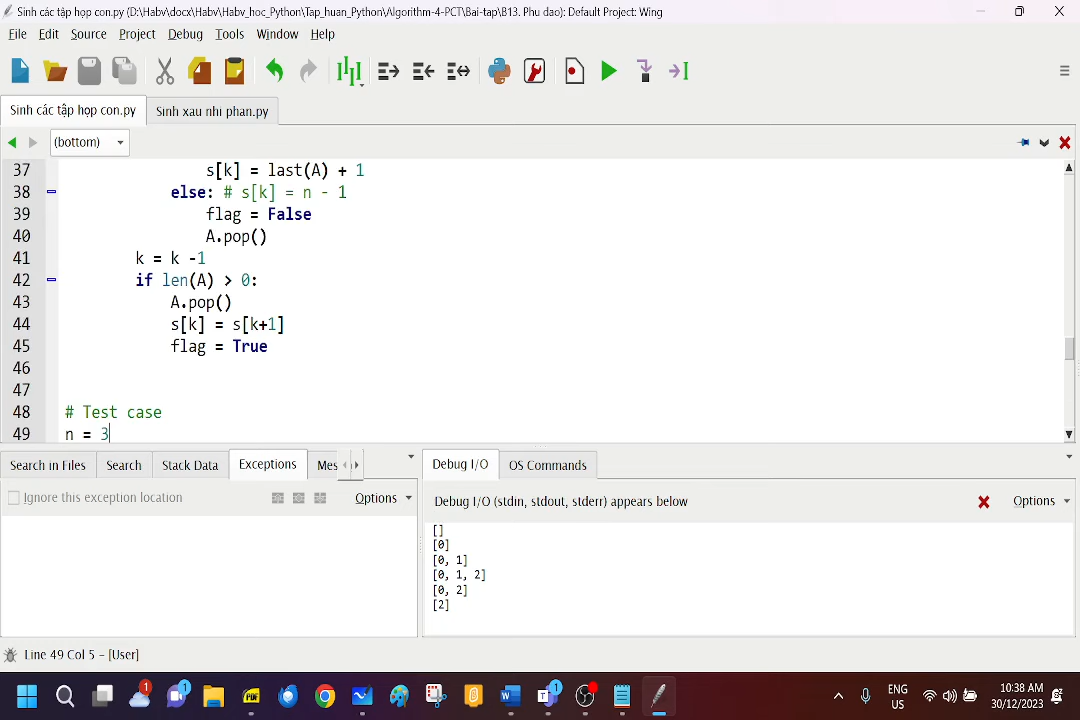 Sinh các tập hợp con.py (D:\Habv\docx\Habv\Habv_hoc_Python\Tap_huan_Python\Algorithm-4-PCT\Bai-tap\B13. Phu dao): Default Project: Wing
File Edit Source Project Debug Tools Window Help
Sinh các tập họp con.py Sinh xau nhi phan.py
(bottom)
37 s[k] = last(A) + 1
38 else: # s[k] = n - 1
39 flag = False
40 A.pop()
41 k = k -1
42 if len(A) > 0:
43 A.pop()
44 s[k] = s[k+1]
45 flag = True
46
47
48 # Test case
49 n = 3
Search in Files Search Stack Data Exceptions Mes
Debug I/O OS Commands
Ignore this exception location Options
Debug I/O (stdin, stdout, stderr) appears below Options
[]
[0]
[0, 1]
[0, 1, 2]
[0, 2]
[2]
Line 49 Col 5 - [User]
1 1 PDF 1
ENG
US
10:38 AM
30/12/2023